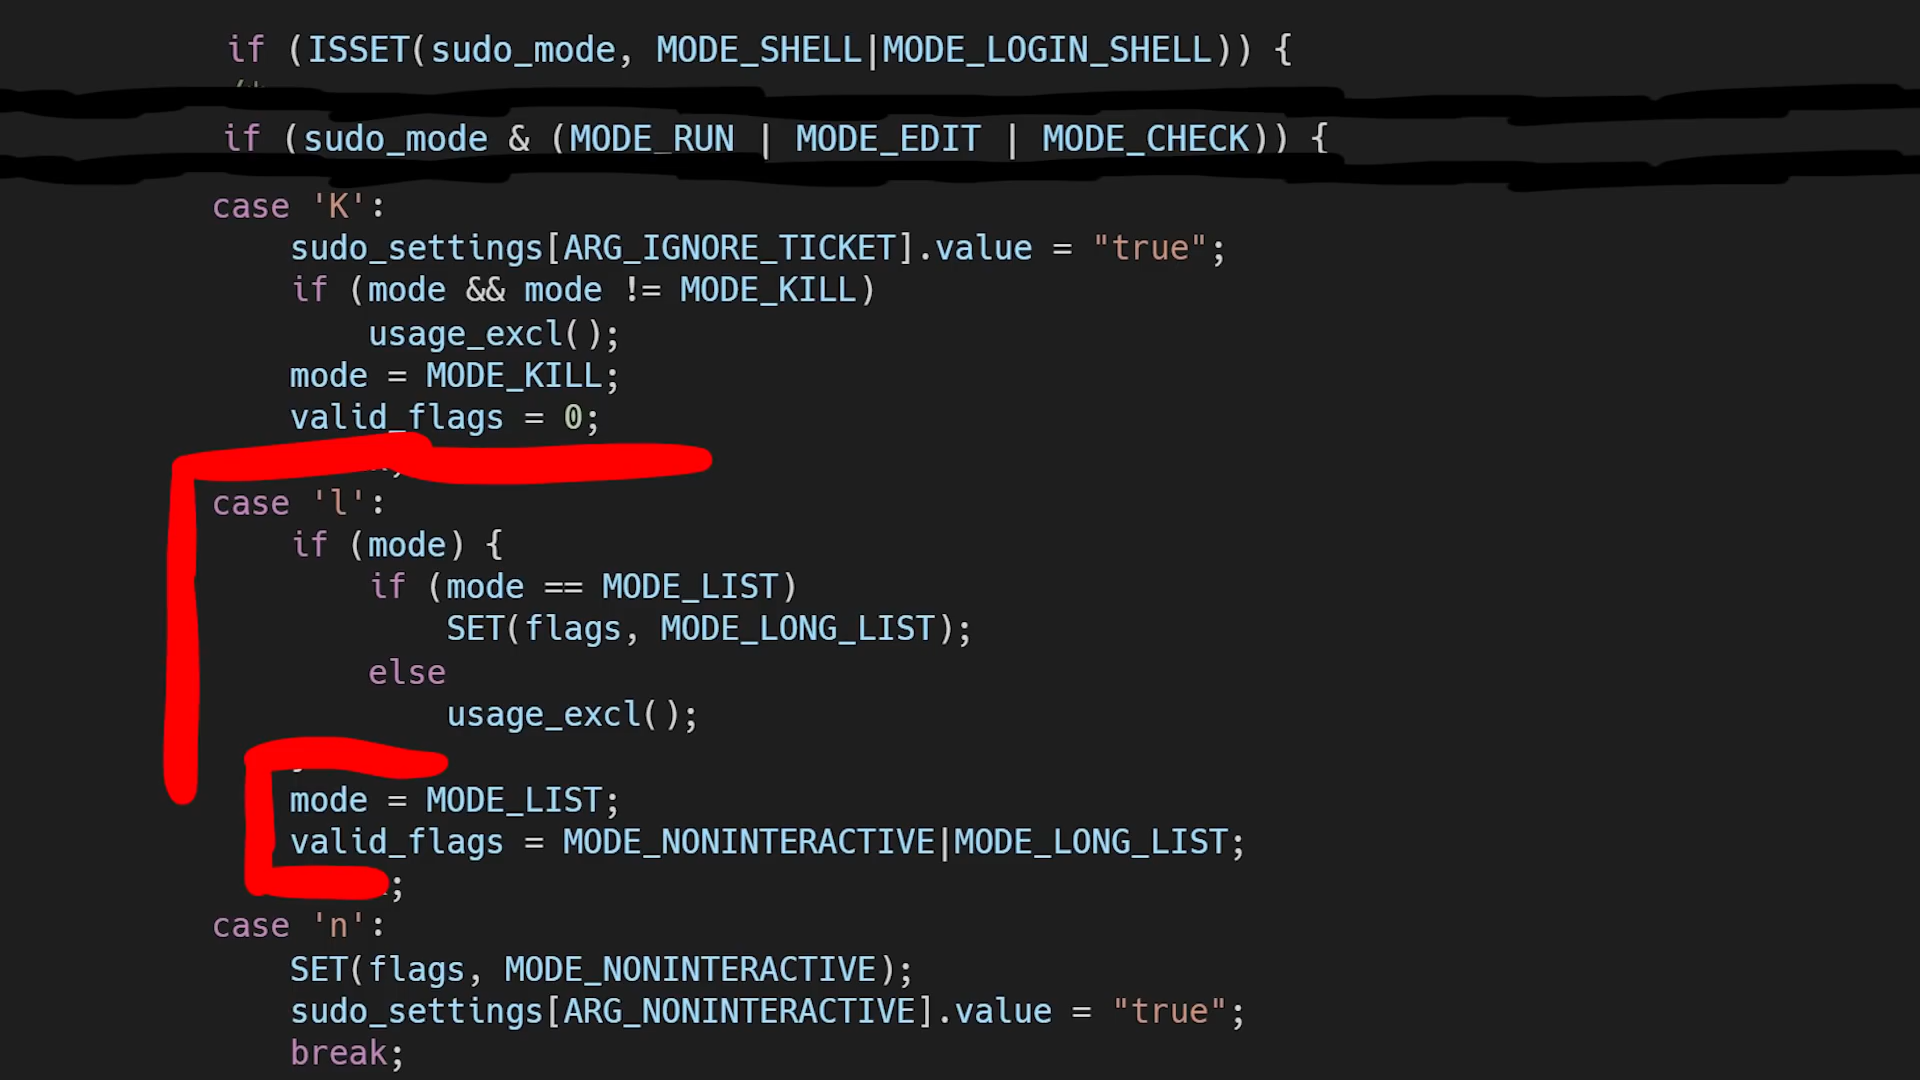 if (ISSET(sudo_mode, MODE_SHELL|MODE_LOGIN_SHELL)) {
if (sudo_mode & (MODE_RUN | MODE_EDIT | MODE_CHECK)) {
case 'K':
sudo_settings[ARG_IGNORE_TICKET].value = "true";
if (mode && mode != MODE_KILL)
usage_excl();
mode = MODE_KILL;
valid_flags = 0;
case 'l':
if (mode) {
if (mode == MODE_LIST)
SET(flags, MODE_LONG_LIST);
else
usage_excl();
mode = MODE_LIST;
valid_flags = MODE_NONINTERACTIVE|MODE_LONG_LIST;
;
case 'n':
SET(flags, MODE_NONINTERACTIVE);
sudo_settings[ARG_NONINTERACTIVE].value = "true";
break;